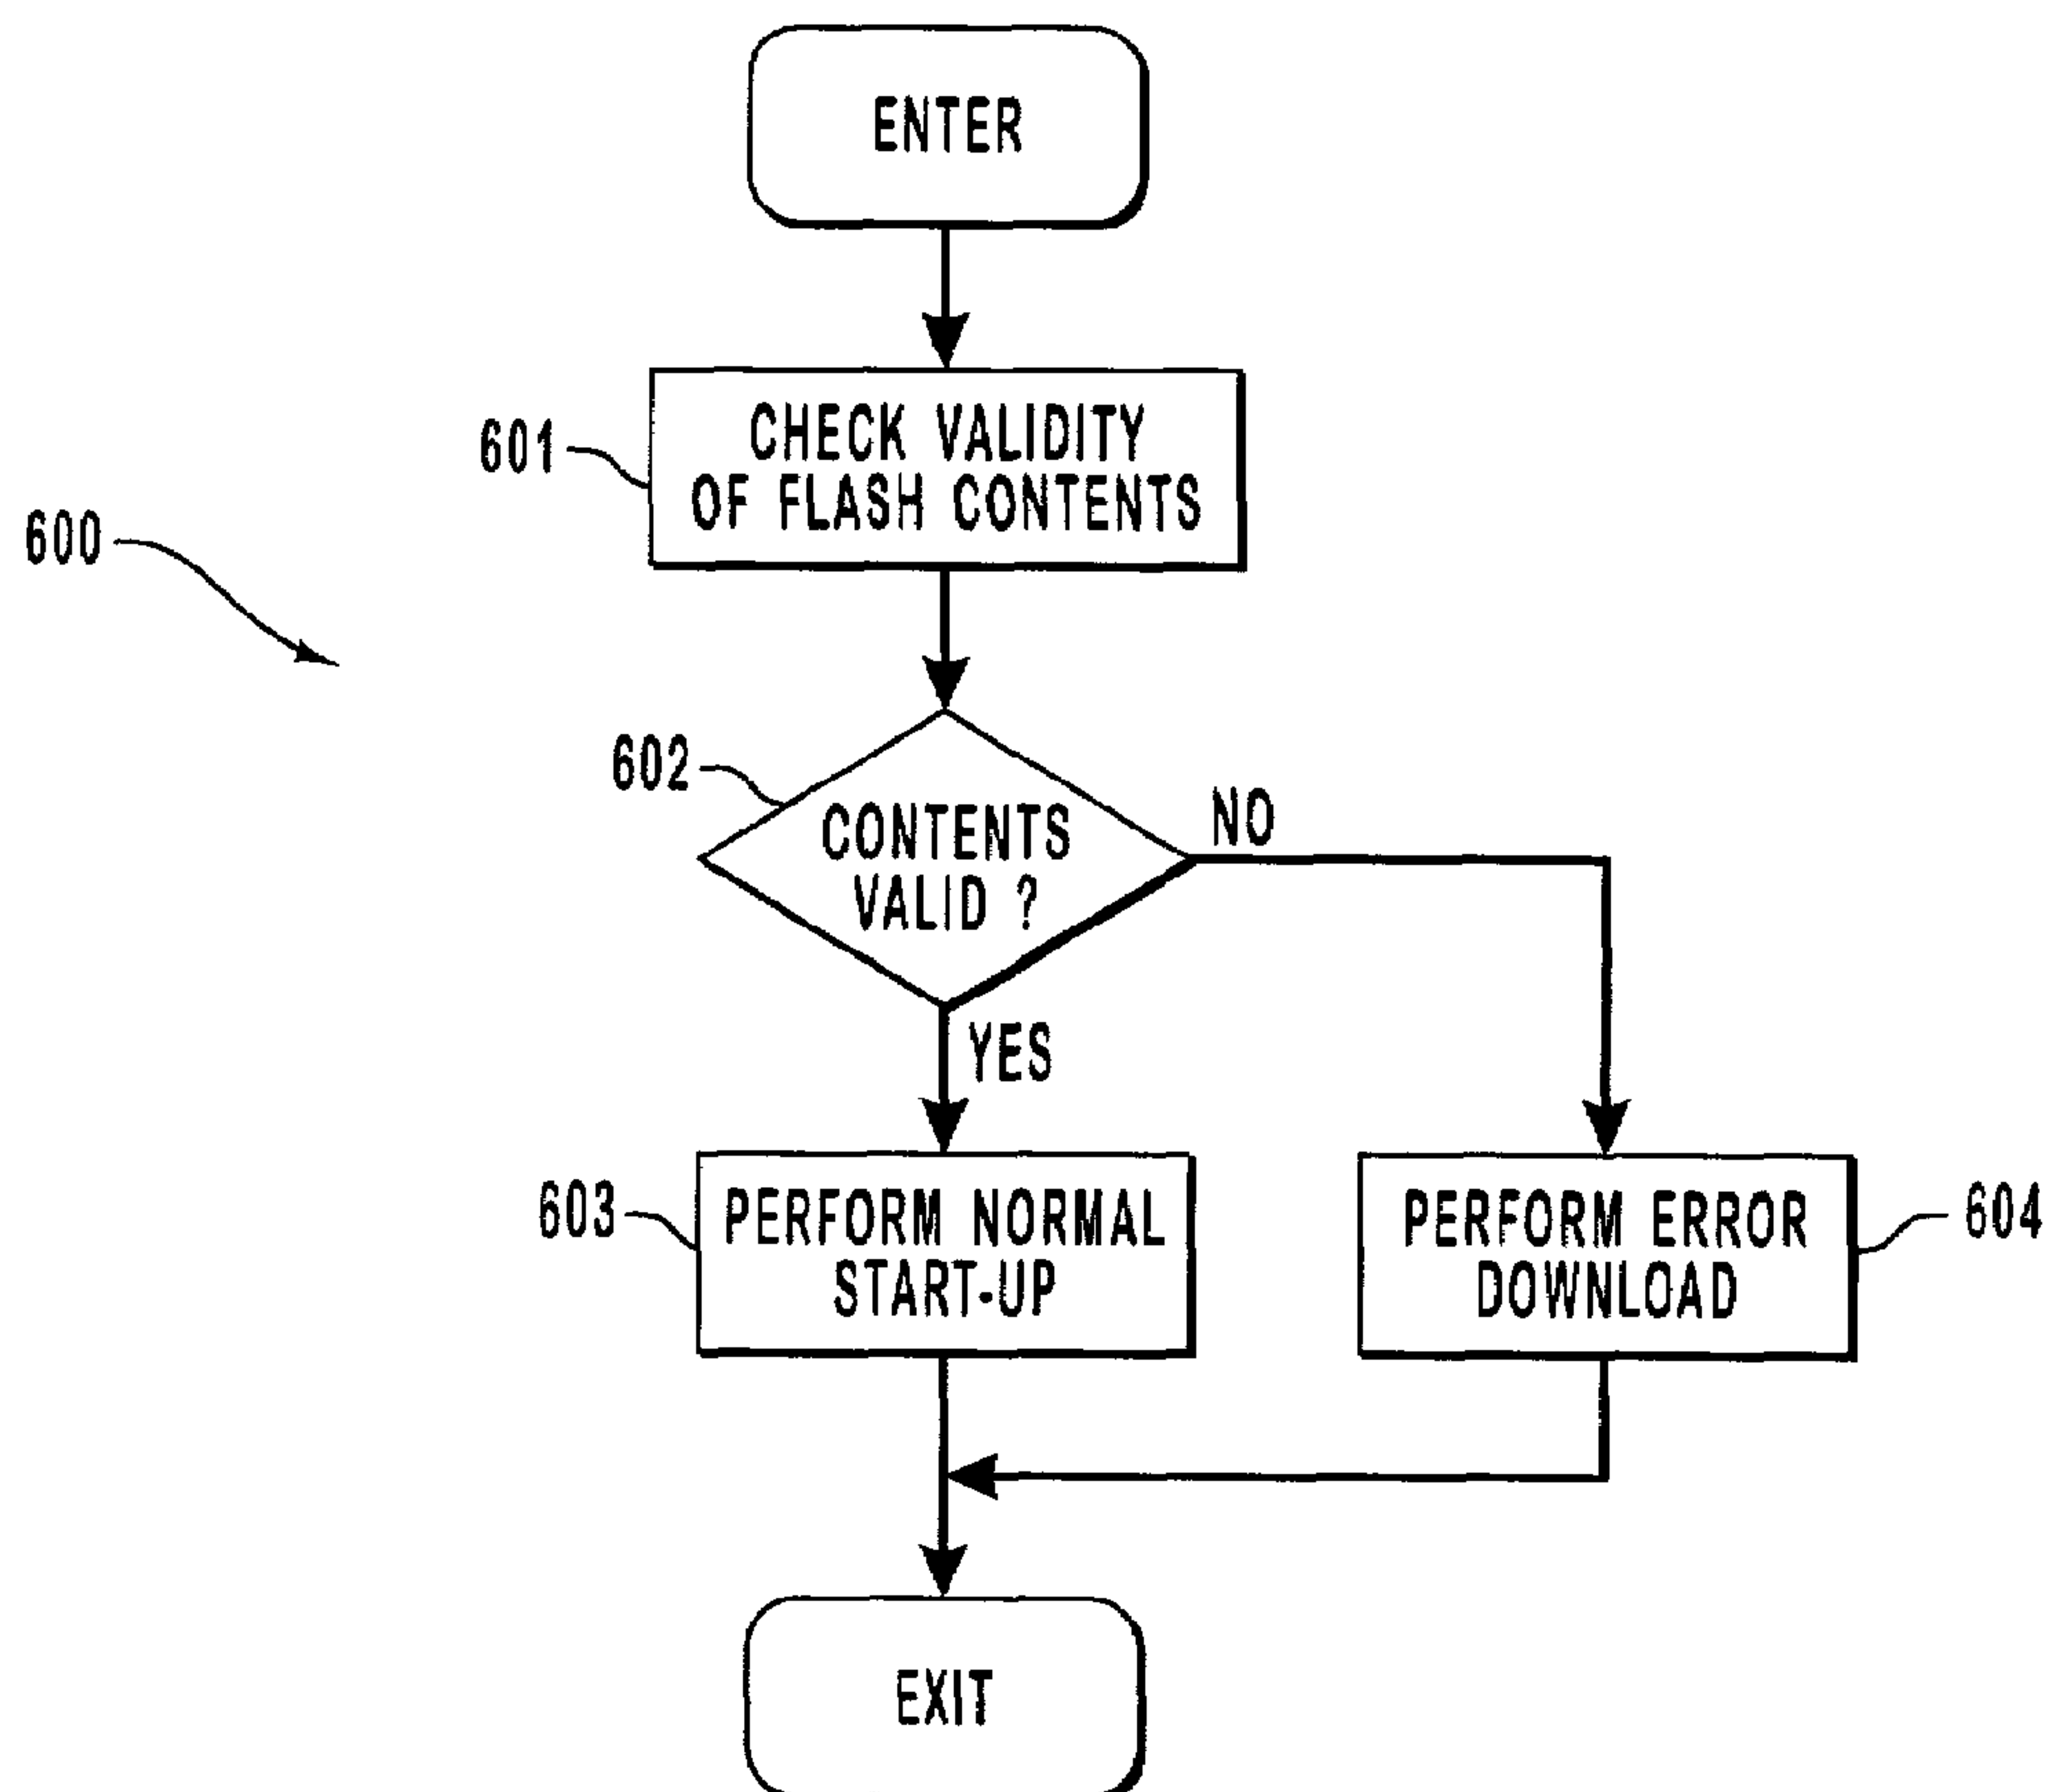 ENTER
601
CHECK VALIDITY
OF FLASH CONTENTS
600
602
CONTENTS
VALID ?
NO
YES
603
PERFORM NORMAL
START-UP
PERFORM ERROR
DOWNLOAD
604
EXIT